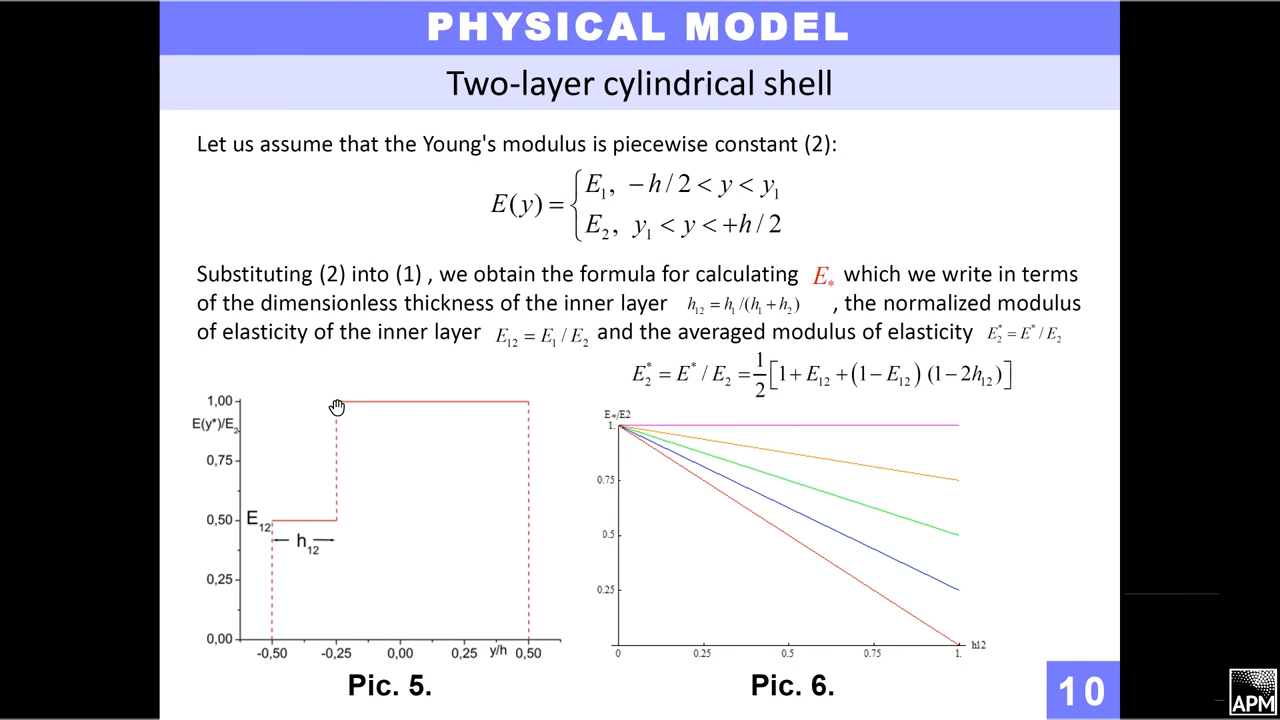 PHYSICAL MODEL
Two-layer cylindrical shell
Let us assume that the Young's modulus is piecewise constant (2):
E(y) = { E₁, − h / 2 < y < y₁
E₂, y₁ < y < +h / 2
Substituting (2) into (1) , we obtain the formula for calculating E* which we write in terms
of the dimensionless thickness of the inner layer h₁₂ = h₁ /(h₁ + h₂) , the normalized modulus
of elasticity of the inner layer E₁₂ = E₁ / E₂ and the averaged modulus of elasticity E₂* = E* / E₂
E₂* = E* / E₂ = 1/2 [1 + E₁₂ + (1 − E₁₂) (1 − 2h₁₂)]
1,00
E(y*)/E₂
0,75
0,50
E₁₂
h₁₂
0,25
0,00
-0,50 -0,25 0,00 0,25 y/h 0,50
Pic. 5.
E*/E2
1.
0.75
0.5
0.25
0 0.25 0.5 0.75 1. h12
Pic. 6.
10
APM